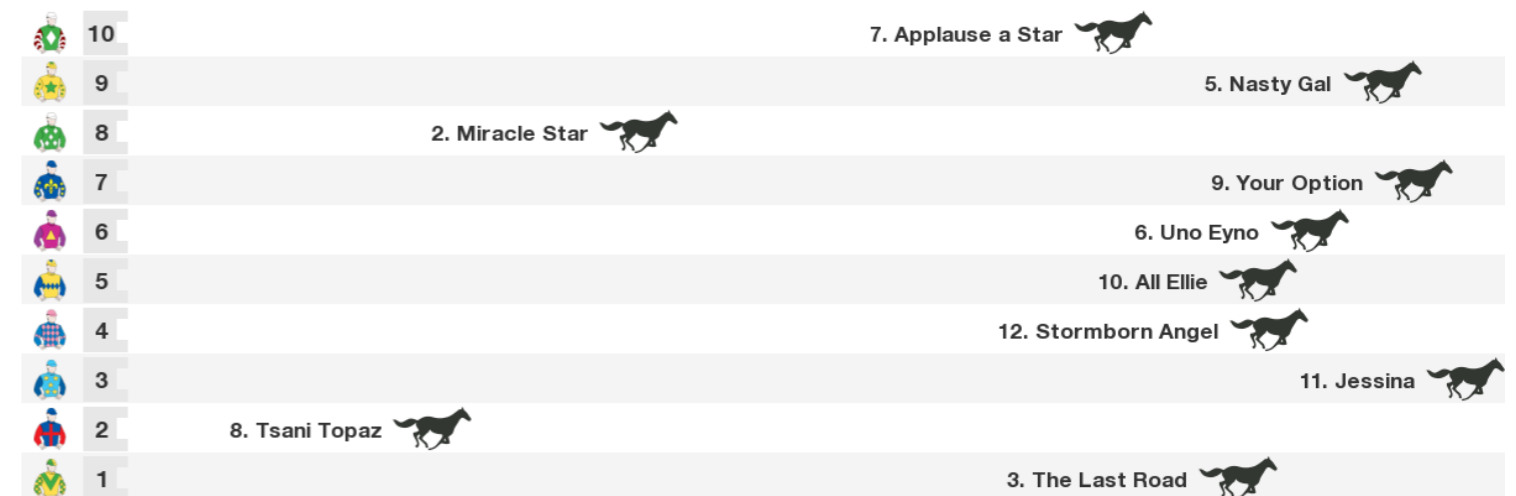 10 7. Applause a Star
9 5. Nasty Gal
8 2. Miracle Star
7 9. Your Option
6 6. Uno Eyno
5 10. All Ellie
4 12. Stormborn Angel
3 11. Jessina
2 8. Tsani Topaz
1 3. The Last Road